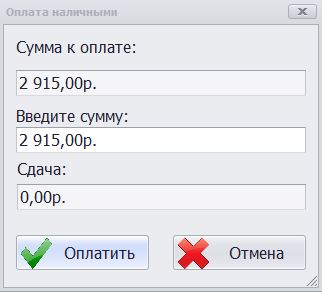 Оплата наличными
Сумма к оплате:
2 915,00р.
Введите сумму:
2 915,00р.
Сдача:
0,00р.
Оплатить
Отмена